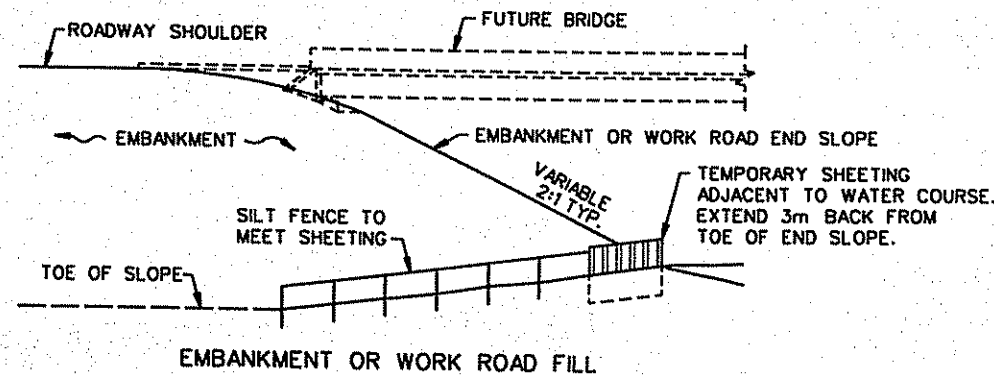 FUTURE BRIDGE
ROADWAY SHOULDER
EMBANKMENT
EMBANKMENT OR WORK ROAD END SLOPE
VARIABLE
2:1 TYP.
TEMPORARY SHEETING
ADJACENT TO WATER COURSE.
EXTEND 3m BACK FROM
TOE OF END SLOPE.
SILT FENCE TO
MEET SHEETING
TOE OF SLOPE
EMBANKMENT OR WORK ROAD FILL